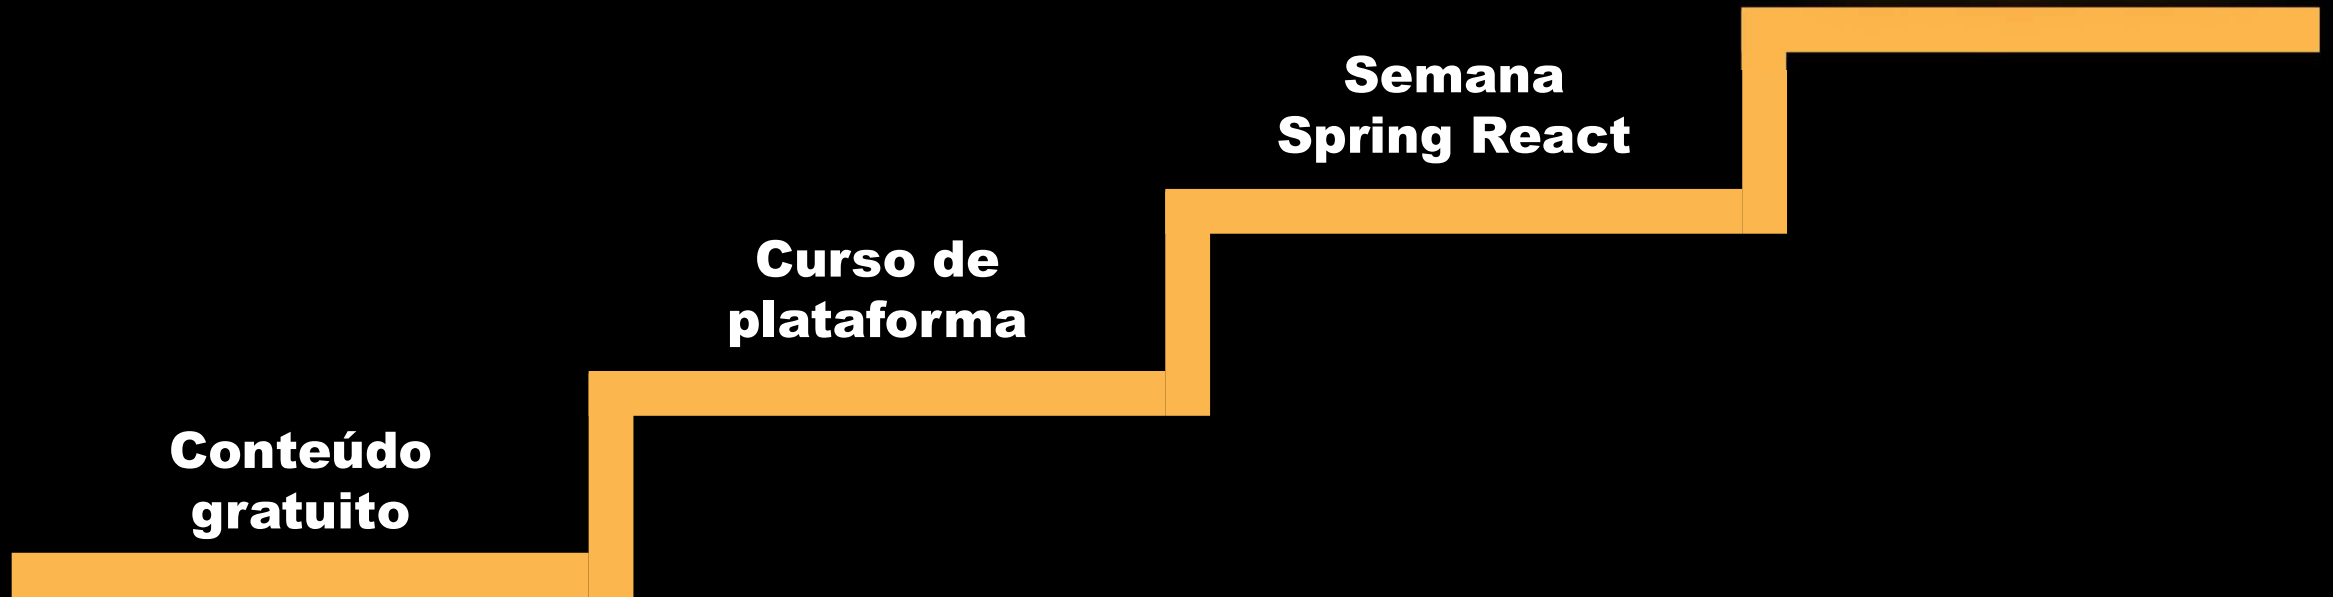 Semana
Spring React
Curso de
plataforma
Conteúdo
gratuito